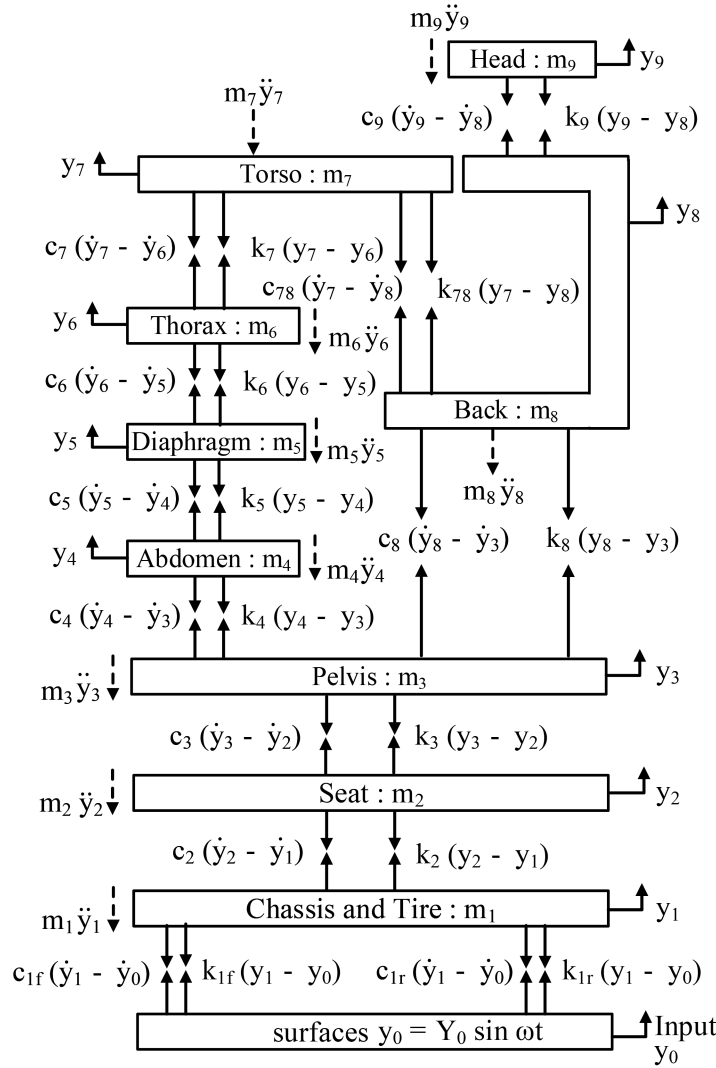 m₉ÿ₉
Head : m₉
y₉
m₇ÿ₇
c₉ (ẏ₉ - ẏ₈)
k₉ (y₉ - y₈)
y₇
Torso : m₇
y₈
c₇ (ẏ₇ - ẏ₆)
k₇ (y₇ - y₆)
c₇₈ (ẏ₇ - ẏ₈)
k₇₈ (y₇ - y₈)
y₆
Thorax : m₆
m₆ÿ₆
c₆ (ẏ₆ - ẏ₅)
k₆ (y₆ - y₅)
Back : m₈
y₅
Diaphragm : m₅
m₅ÿ₅
m₈ÿ₈
c₅ (ẏ₅ - ẏ₄)
k₅ (y₅ - y₄)
c₈ (ẏ₈ - ẏ₃)
k₈ (y₈ - y₃)
y₄
Abdomen : m₄
m₄ÿ₄
c₄ (ẏ₄ - ẏ₃)
k₄ (y₄ - y₃)
m₃ÿ₃
Pelvis : m₃
y₃
c₃ (ẏ₃ - ẏ₂)
k₃ (y₃ - y₂)
m₂ ÿ₂
Seat : m₂
y₂
c₂ (ẏ₂ - ẏ₁)
k₂ (y₂ - y₁)
m₁ÿ₁
Chassis and Tire : m₁
y₁
c₁f (ẏ₁ - ẏ₀)
k₁f (y₁ - y₀)
c₁r (ẏ₁ - ẏ₀)
k₁r (y₁ - y₀)
surfaces y₀ = Y₀ sin ωt
Input
y₀